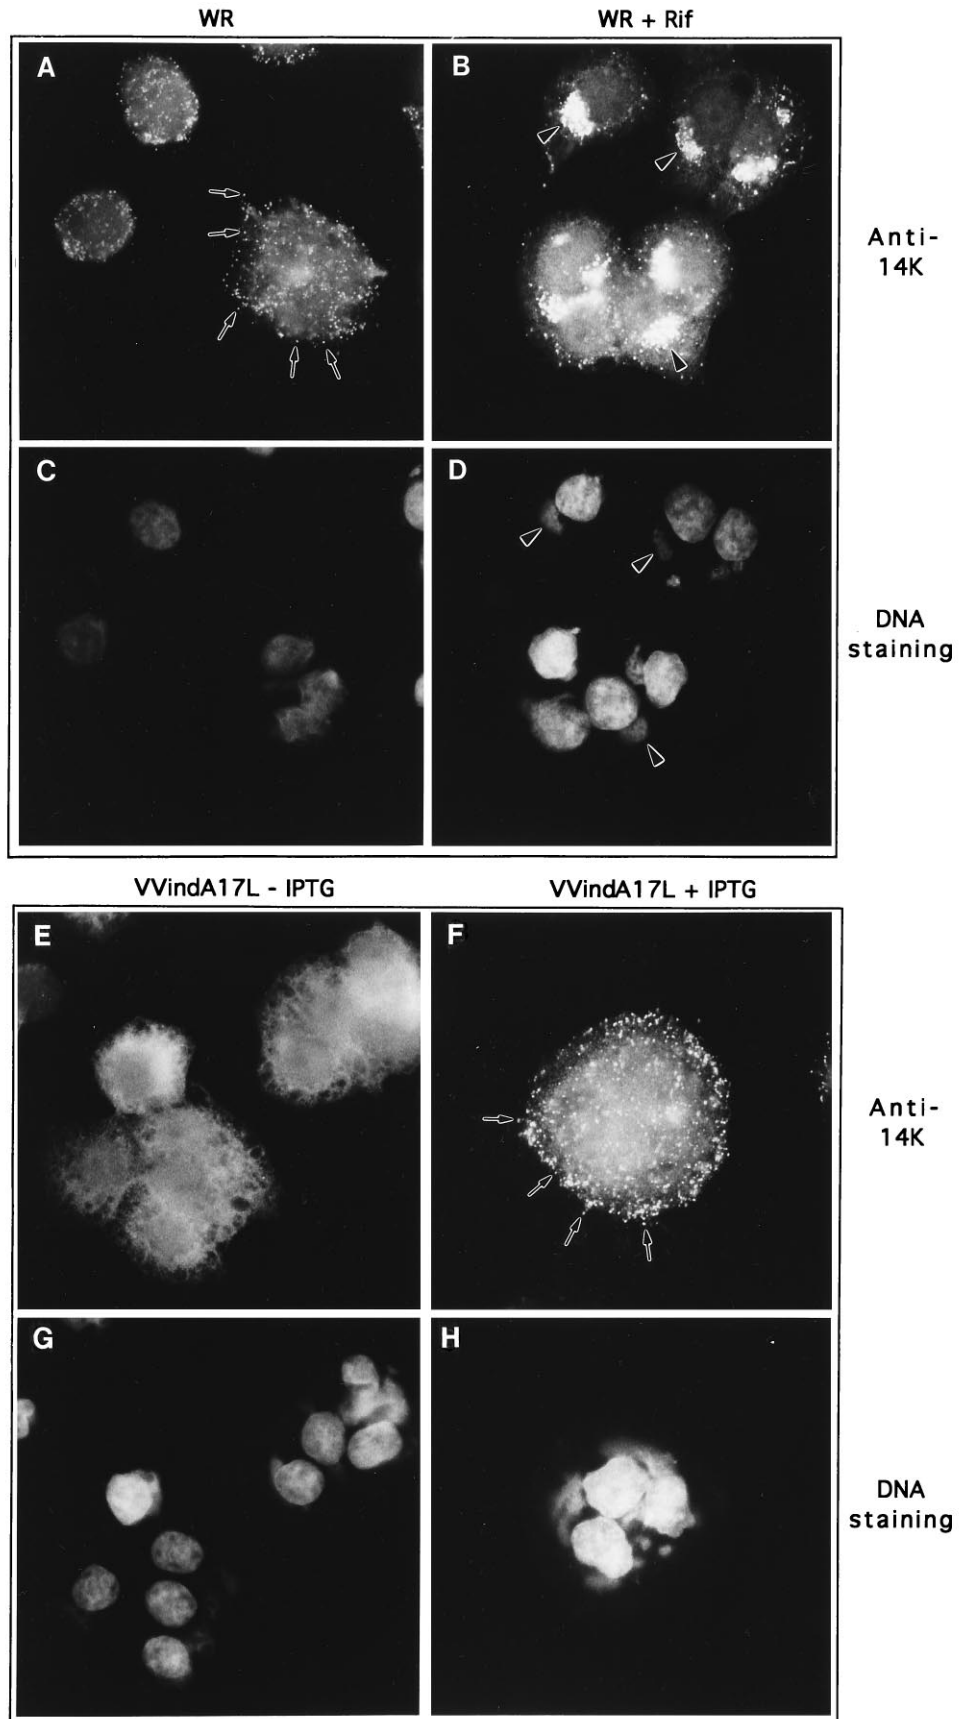 WR
WR + Rif
A
B
Anti-
14K
C
D
DNA
staining
VVindA17L - IPTG
VVindA17L + IPTG
E
F
Anti-
14K
G
H
DNA
staining